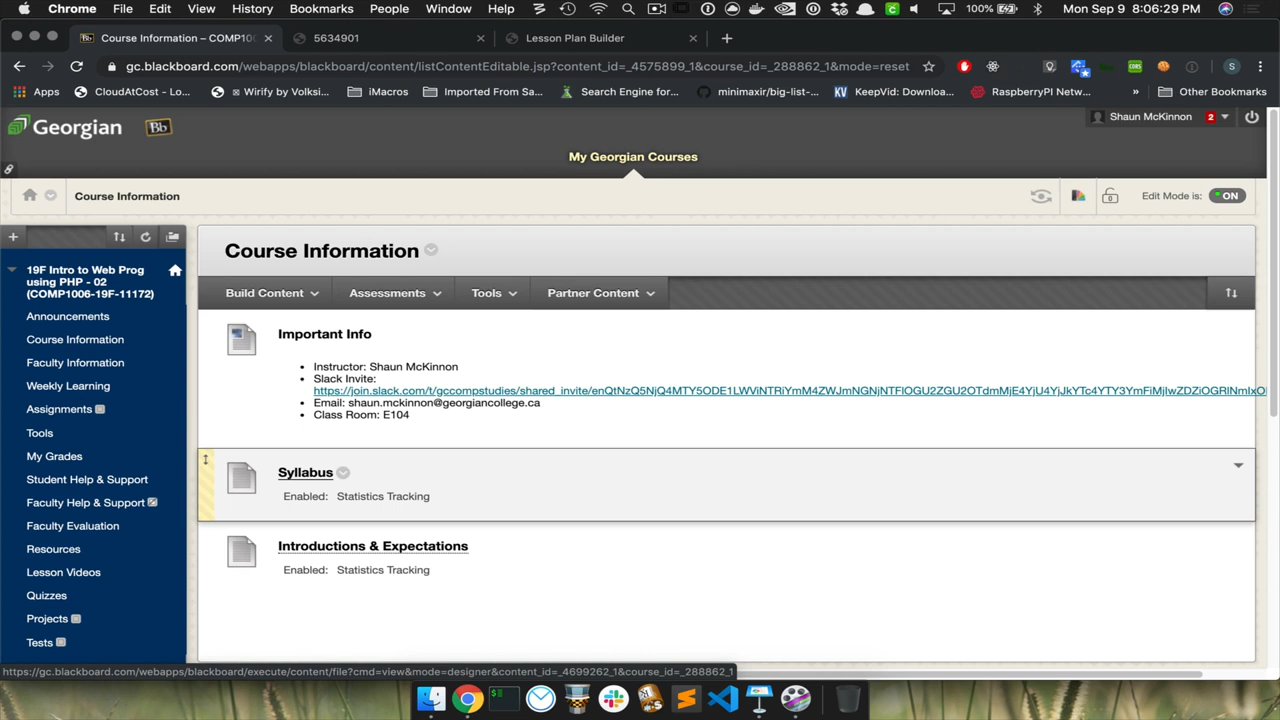 Chrome File Edit View History Bookmarks People Window Help 100% Mon Sep 9 8:06:29 PM
Course Information – COMP100 5634901 Lesson Plan Builder
gc.blackboard.com/webapps/blackboard/content/listContentEditable.jsp?content_id=_4575899_1&course_id=_288862_1&mode=reset
Apps CloudAtCost - Lo... Wirify by Volksi... iMacros Imported From Sa... Search Engine for... minimaxir/big-list-... KeepVid: Downloa... RaspberryPI Netw... » Other Bookmarks
Georgian Bb Shaun McKinnon 2
My Georgian Courses
Course Information Edit Mode is: ON
19F Intro to Web Prog
using PHP - 02
(COMP1006-19F-11172)
Announcements
Course Information
Faculty Information
Weekly Learning
Assignments
Tools
My Grades
Student Help & Support
Faculty Help & Support
Faculty Evaluation
Resources
Lesson Videos
Quizzes
Projects
Tests
Course Information
Build Content Assessments Tools Partner Content
Important Info
• Instructor: Shaun McKinnon
• Slack Invite:
• Email: shaun.mckinnon@georgiancollege.ca
• Class Room: E104
Syllabus
Enabled: Statistics Tracking
Introductions & Expectations
Enabled: Statistics Tracking
https://gc.blackboard.com/webapps/blackboard/execute/content/file?cmd=view&mode=designer&content_id=_4699262_1&course_id=_288862_1